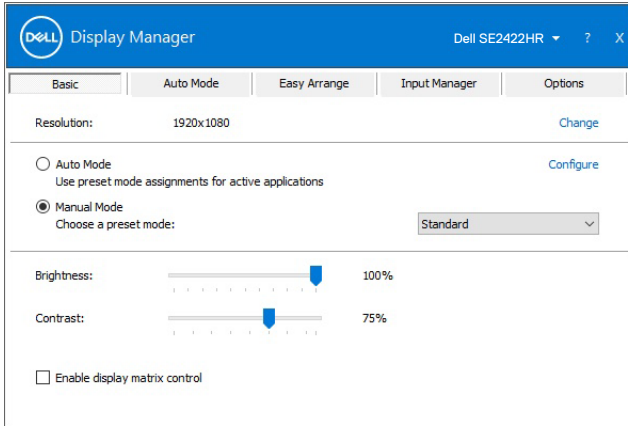 DELL Display Manager Dell SE2422HR ? X
Basic Auto Mode Easy Arrange Input Manager Options
Resolution: 1920x1080 Change
Auto Mode Configure
Use preset mode assignments for active applications
Manual Mode
Choose a preset mode: Standard
Brightness: 100%
Contrast: 75%
Enable display matrix control